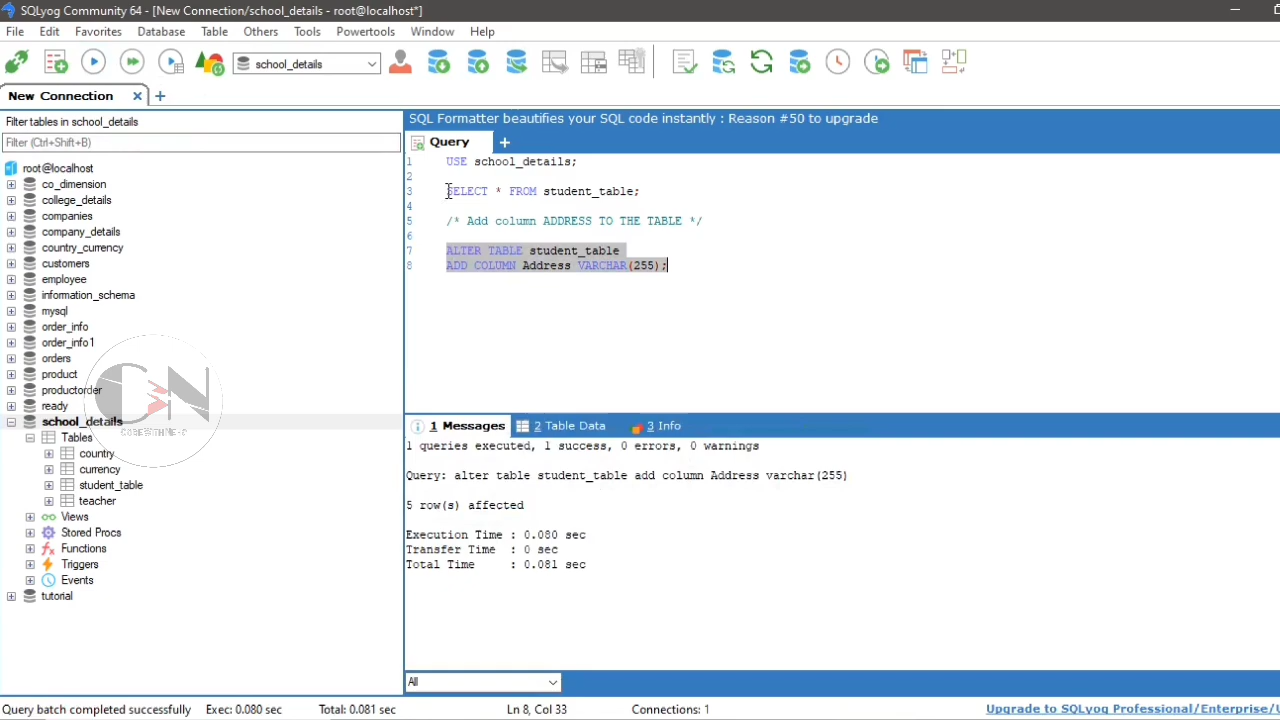 SQLyog Community 64 - [New Connection/school_details - root@localhost*]
File Edit Favorites Database Table Others Tools Powertools Window Help
school_details
New Connection
Filter tables in school_details
Filter (Ctrl+Shift+B)
root@localhost
co_dimension
college_details
companies
company_details
country_currency
customers
employee
information_schema
mysql
order_info
order_info1
orders
product
productorder
ready
school_details
Tables
country
currency
student_table
teacher
Views
Stored Procs
Functions
Triggers
Events
tutorial
SQL Formatter beautifies your SQL code instantly : Reason #50 to upgrade
Query
1 USE school_details;
2
3 SELECT * FROM student_table;
4
5 /* Add column ADDRESS TO THE TABLE */
6
7 ALTER TABLE student_table
8 ADD COLUMN Address VARCHAR(255);
1 Messages 2 Table Data 3 Info
1 queries executed, 1 success, 0 errors, 0 warnings
Query: alter table student_table add column Address varchar(255)
5 row(s) affected
Execution Time : 0.080 sec
Transfer Time : 0 sec
Total Time : 0.081 sec
All
Query batch completed successfully Exec: 0.080 sec Total: 0.081 sec Ln 8, Col 33 Connections: 1 Upgrade to SQLyog Professional/Enterprise/U